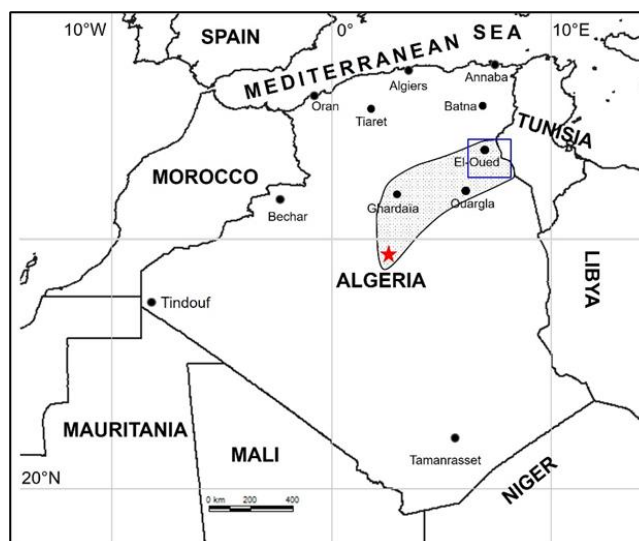 10°W
0°
10°E
SPAIN
MEDITERRANEAN SEA
Annaba
Algiers
Oran
Batna
Tiaret
TUNISIA
El-Oued
MOROCCO
Ghardaïa
Ouargla
Bechar
ALGERIA
LIBYA
Tindouf
MAURITANIA
MALI
Tamanrasset
NIGER
20°N
0 km 200 400